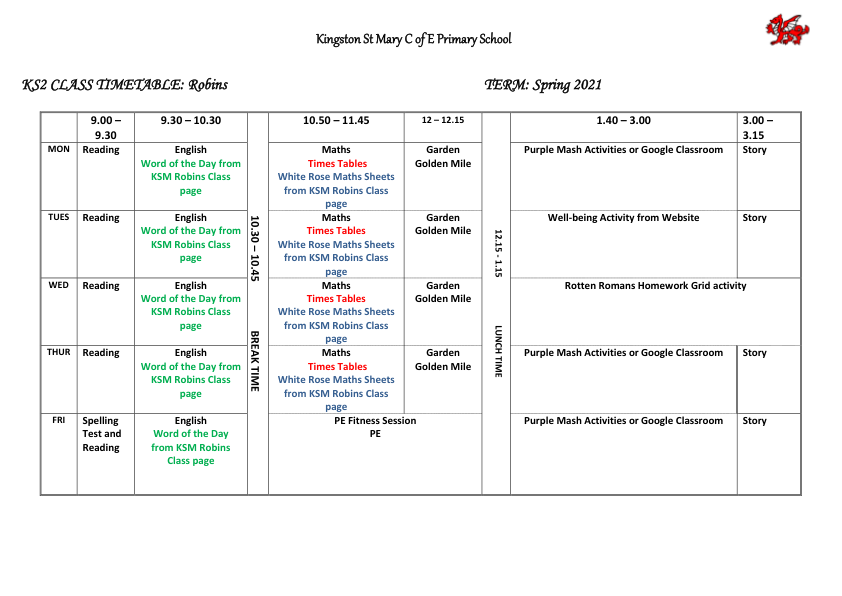 Kingston St Mary C of E Primary School
KS2 CLASS TIMETABLE: Robins
TERM: Spring 2021
9.00 –
9.30
9.30 – 10.30
10.50 – 11.45
12 – 12.15
1.40 – 3.00
3.00 –
3.15
MON
Reading
English
Word of the Day from
KSM Robins Class
page
Maths
Times Tables
White Rose Maths Sheets
from KSM Robins Class
page
Garden
Golden Mile
Purple Mash Activities or Google Classroom
Story
TUES
Reading
English
Word of the Day from
KSM Robins Class
page
Maths
Times Tables
White Rose Maths Sheets
from KSM Robins Class
page
Garden
Golden Mile
Well-being Activity from Website
Story
WED
Reading
English
Word of the Day from
KSM Robins Class
page
Maths
Times Tables
White Rose Maths Sheets
from KSM Robins Class
page
Garden
Golden Mile
Rotten Romans Homework Grid activity
THUR
Reading
English
Word of the Day from
KSM Robins Class
page
Maths
Times Tables
White Rose Maths Sheets
from KSM Robins Class
page
Garden
Golden Mile
Purple Mash Activities or Google Classroom
Story
FRI
Spelling
Test and
Reading
English
Word of the Day
from KSM Robins
Class page
PE Fitness Session
PE
Purple Mash Activities or Google Classroom
Story
10.30 – 10.45 BREAK TIME
12.15 - 1.15 LUNCH TIME